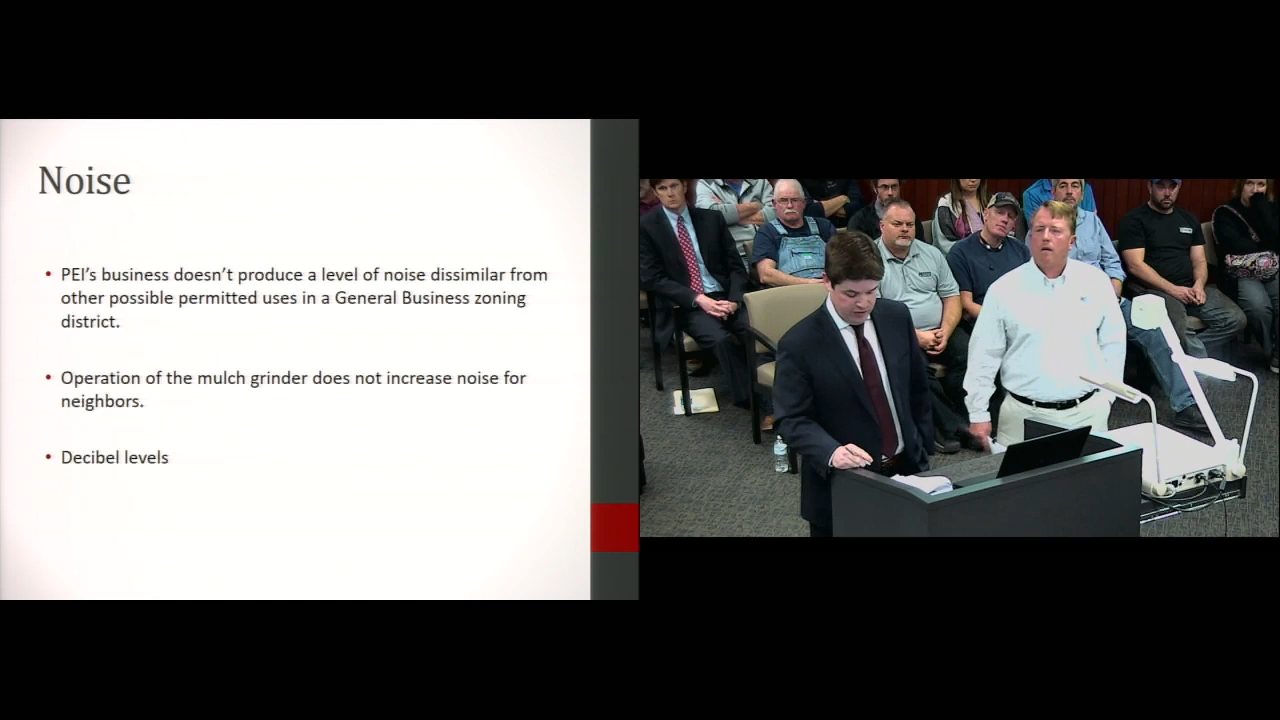 Noise
• PEI’s business doesn’t produce a level of noise dissimilar from
other possible permitted uses in a General Business zoning
district.
• Operation of the mulch grinder does not increase noise for
neighbors.
• Decibel levels